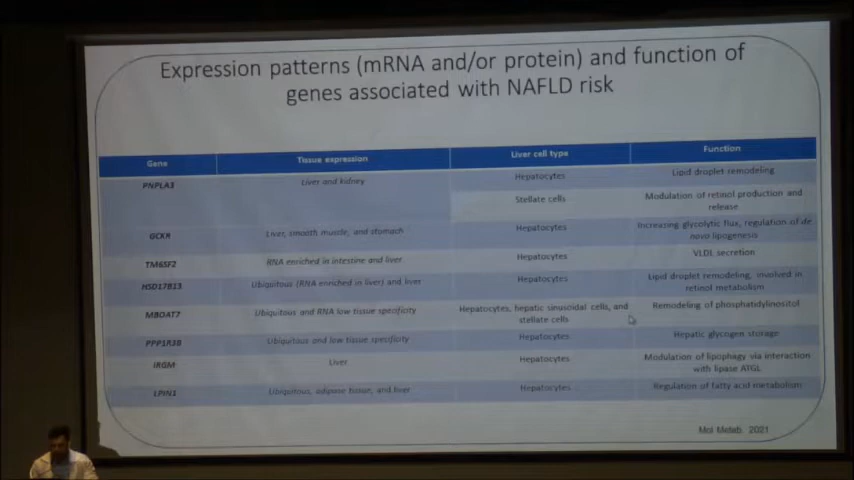 Expression patterns (mRNA and/or protein) and function of
genes associated with NAFLD risk
Gene Tissue expression Liver cell type Function
PNPLA3 Liver and kidney Hepatocytes Lipid droplet remodeling
Stellate cells Modulation of retinol production and
release
GCKR Liver, smooth muscle, and stomach Hepatocytes Increasing glycolytic flux, regulation of de
novo lipogenesis
TM6SF2 RNA enriched in intestine and liver Hepatocytes VLDL secretion
HSD17B13 Ubiquitous (RNA enriched in liver) and liver Hepatocytes Lipid droplet remodeling, involved in
retinol metabolism
MBOAT7 Ubiquitous and RNA low tissue specificity Hepatocytes, hepatic sinusoidal cells, and
stellate cells Remodeling of phosphatidylinositol
PPP1R3B Ubiquitous and low tissue specificity Hepatocytes Hepatic glycogen storage
IRGM Liver Hepatocytes Modulation of lipophagy via interaction
with lipase ATGL
LPIN1 Ubiquitous, adipose tissue, and liver Hepatocytes Regulation of fatty acid metabolism
Mol Metab. 2021